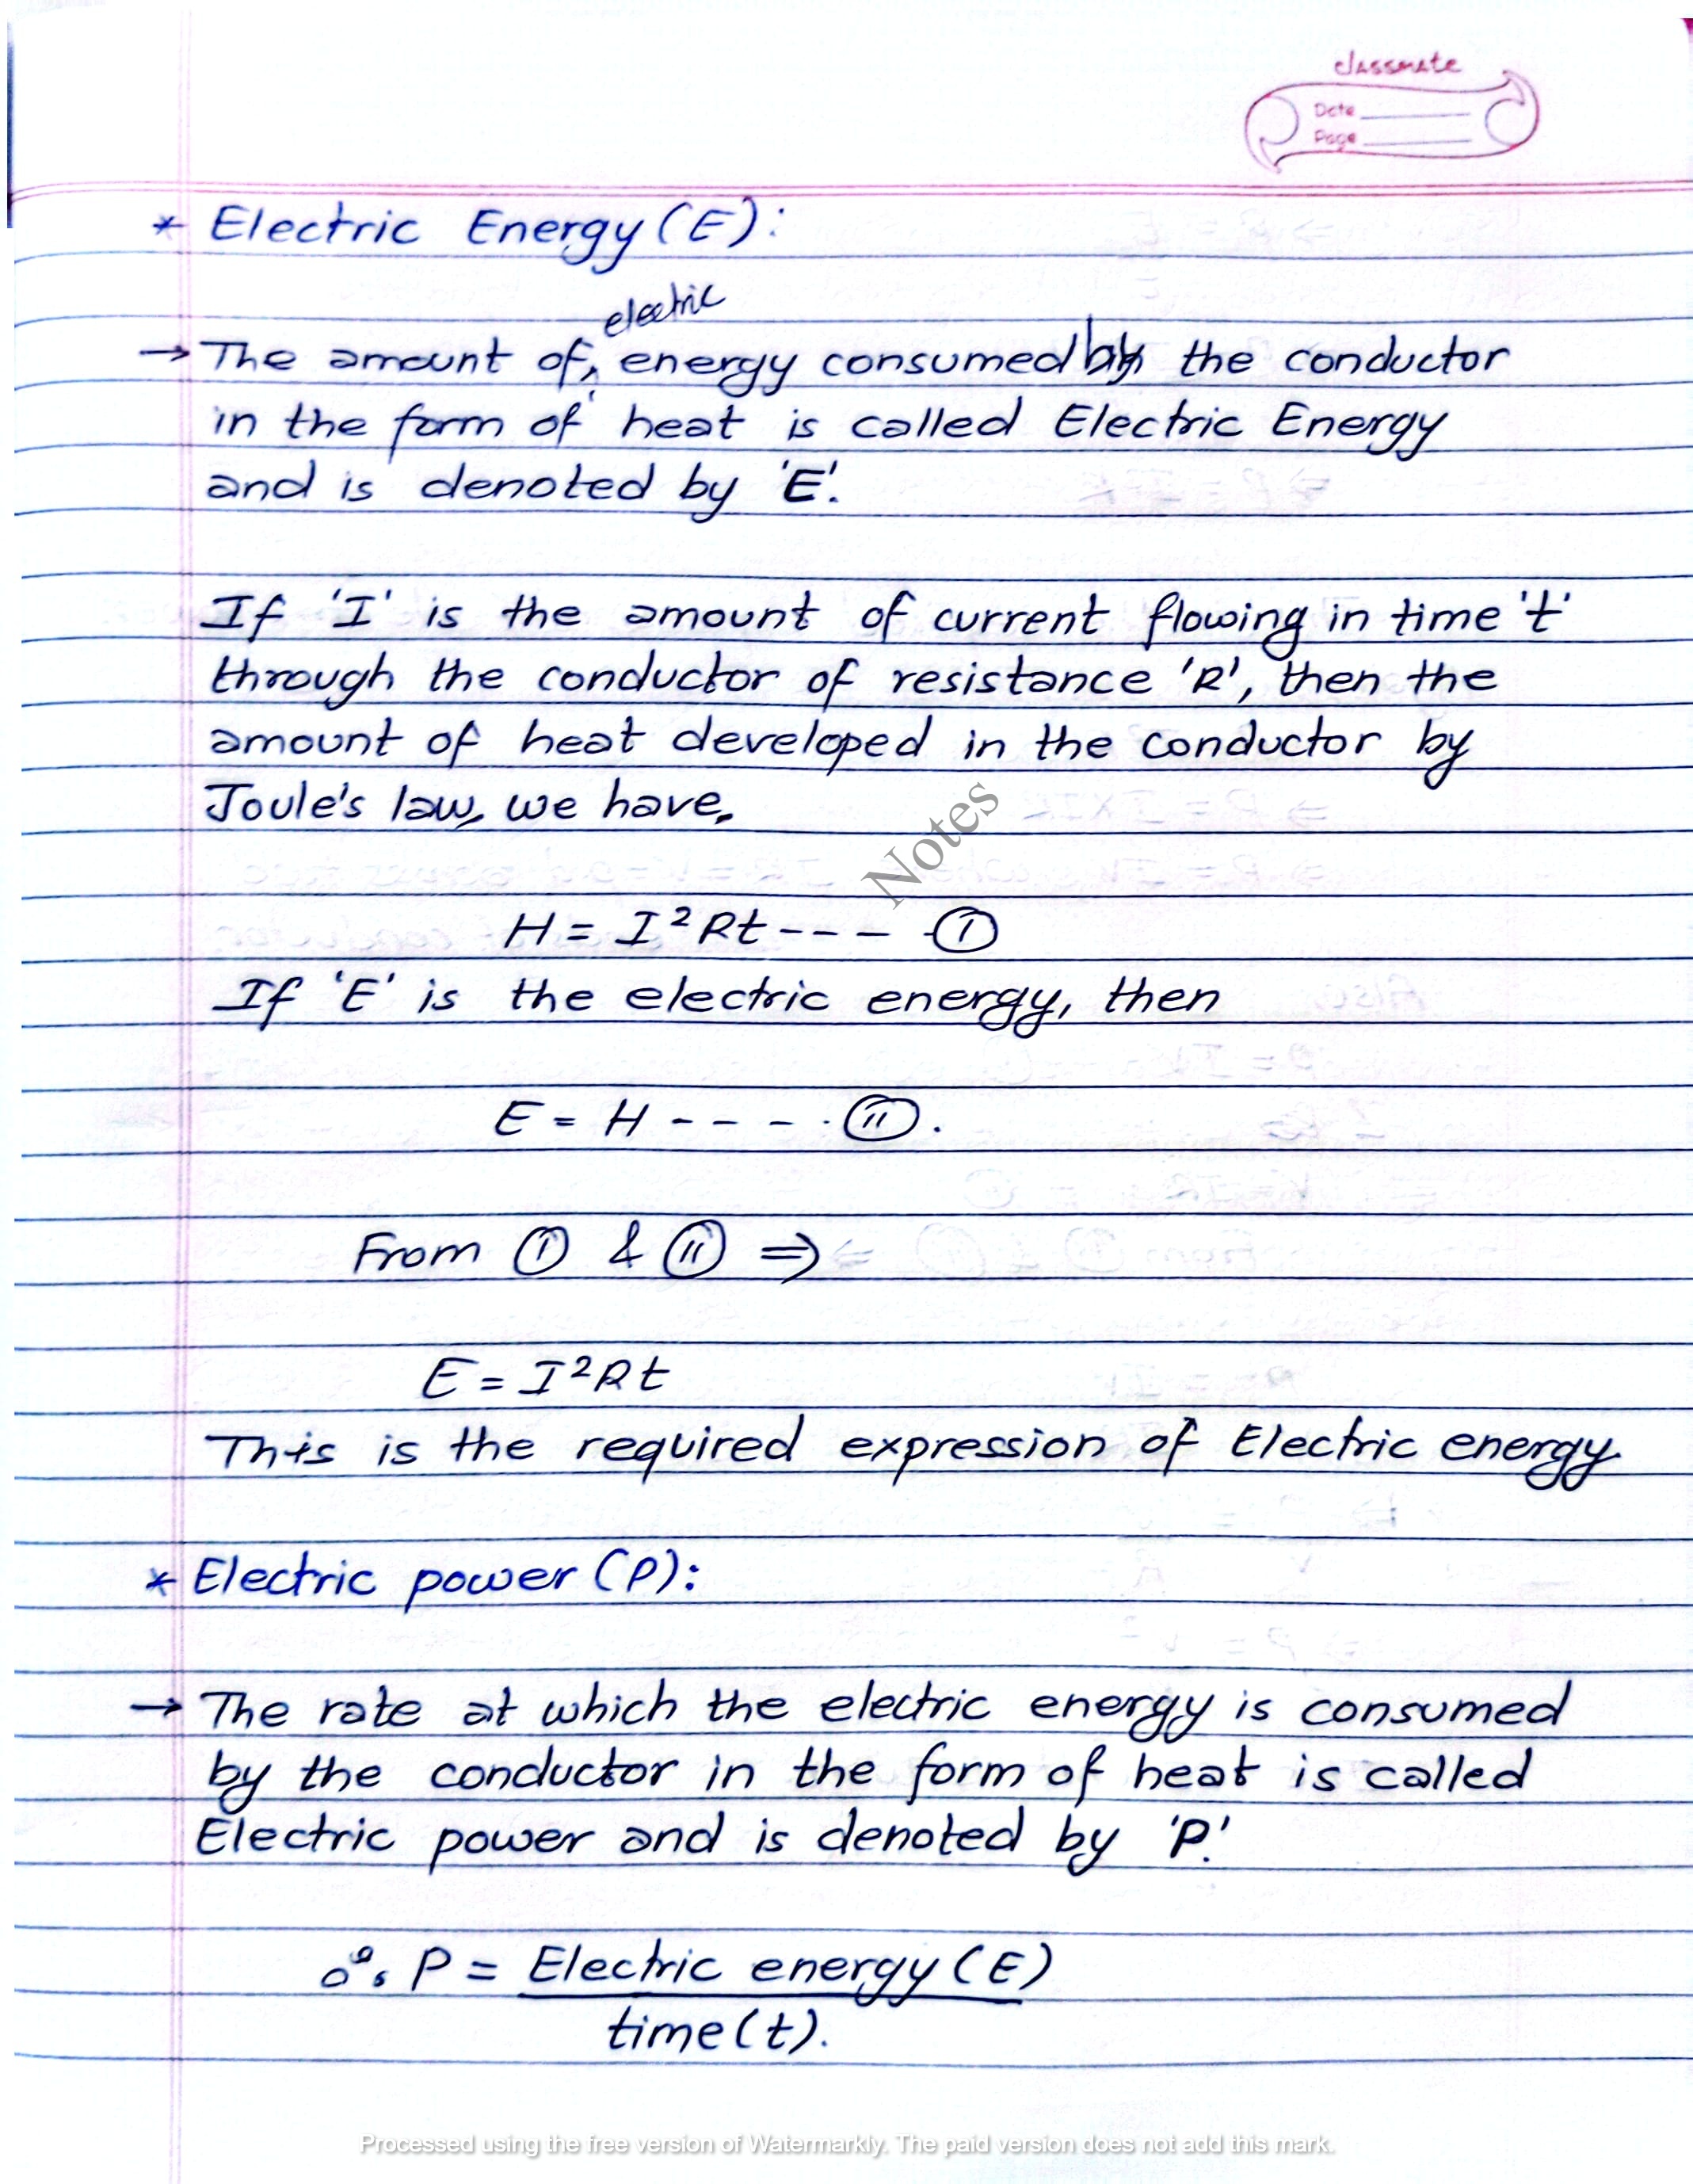 classmate
Date
Page
* Electric Energy (E):
electric
→ The amount of, energy consumed by the conductor
in the form of heat is called Electric Energy
and is denoted by 'E'.
If 'I' is the amount of current flowing in time 't'
through the conductor of resistance 'R', then the
amount of heat developed in the conductor by
Joule's law, we have,
Notes
H = I²Rt ---- (I)
If 'E' is the electric energy, then
E = H ---- (II).
From (I) & (II) ⇒
E = I²Rt
This is the required expression of Electric energy.
* Electric power (P):
→ The rate at which the electric energy is consumed
by the conductor in the form of heat is called
Electric power and is denoted by 'P'.
∴ P = Electric energy (E)
time (t).
Processed using the free version of Watermarkly. The paid version does not add this mark.